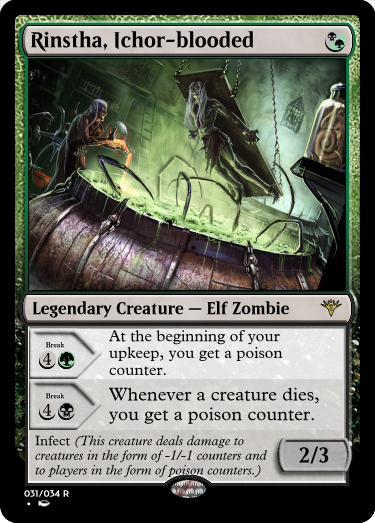 Rinstha, Ichor-blooded
Legendary Creature — Elf Zombie
Break
4
At the beginning of your
upkeep, you get a poison
counter.
Break
4
Whenever a creature dies,
you get a poison counter.
Infect (This creature deals damage to
creatures in the form of -1/-1 counters and
to players in the form of poison counters.)
2/3
031/034 R